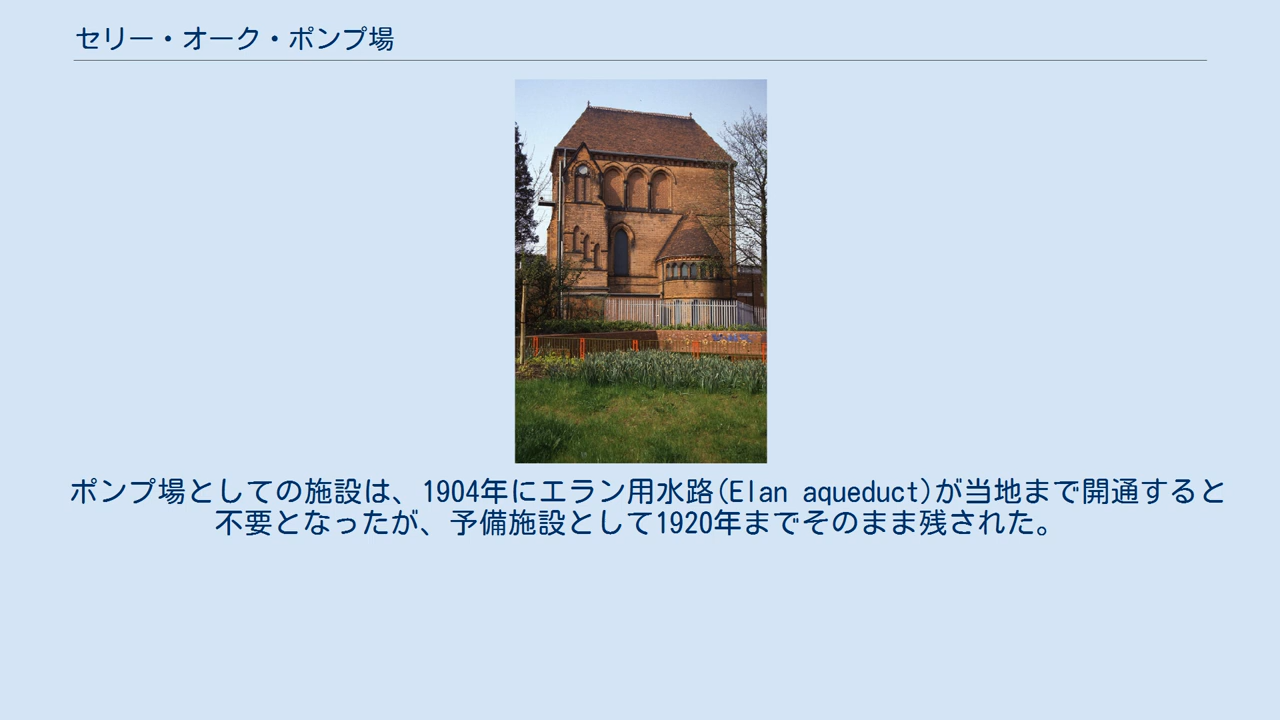 セリー・オーク・ポンプ場
ポンプ場としての施設は、1904年にエラン用水路(Elan aqueduct)が当地まで開通すると
不要となったが、予備施設として1920年までそのまま残された。